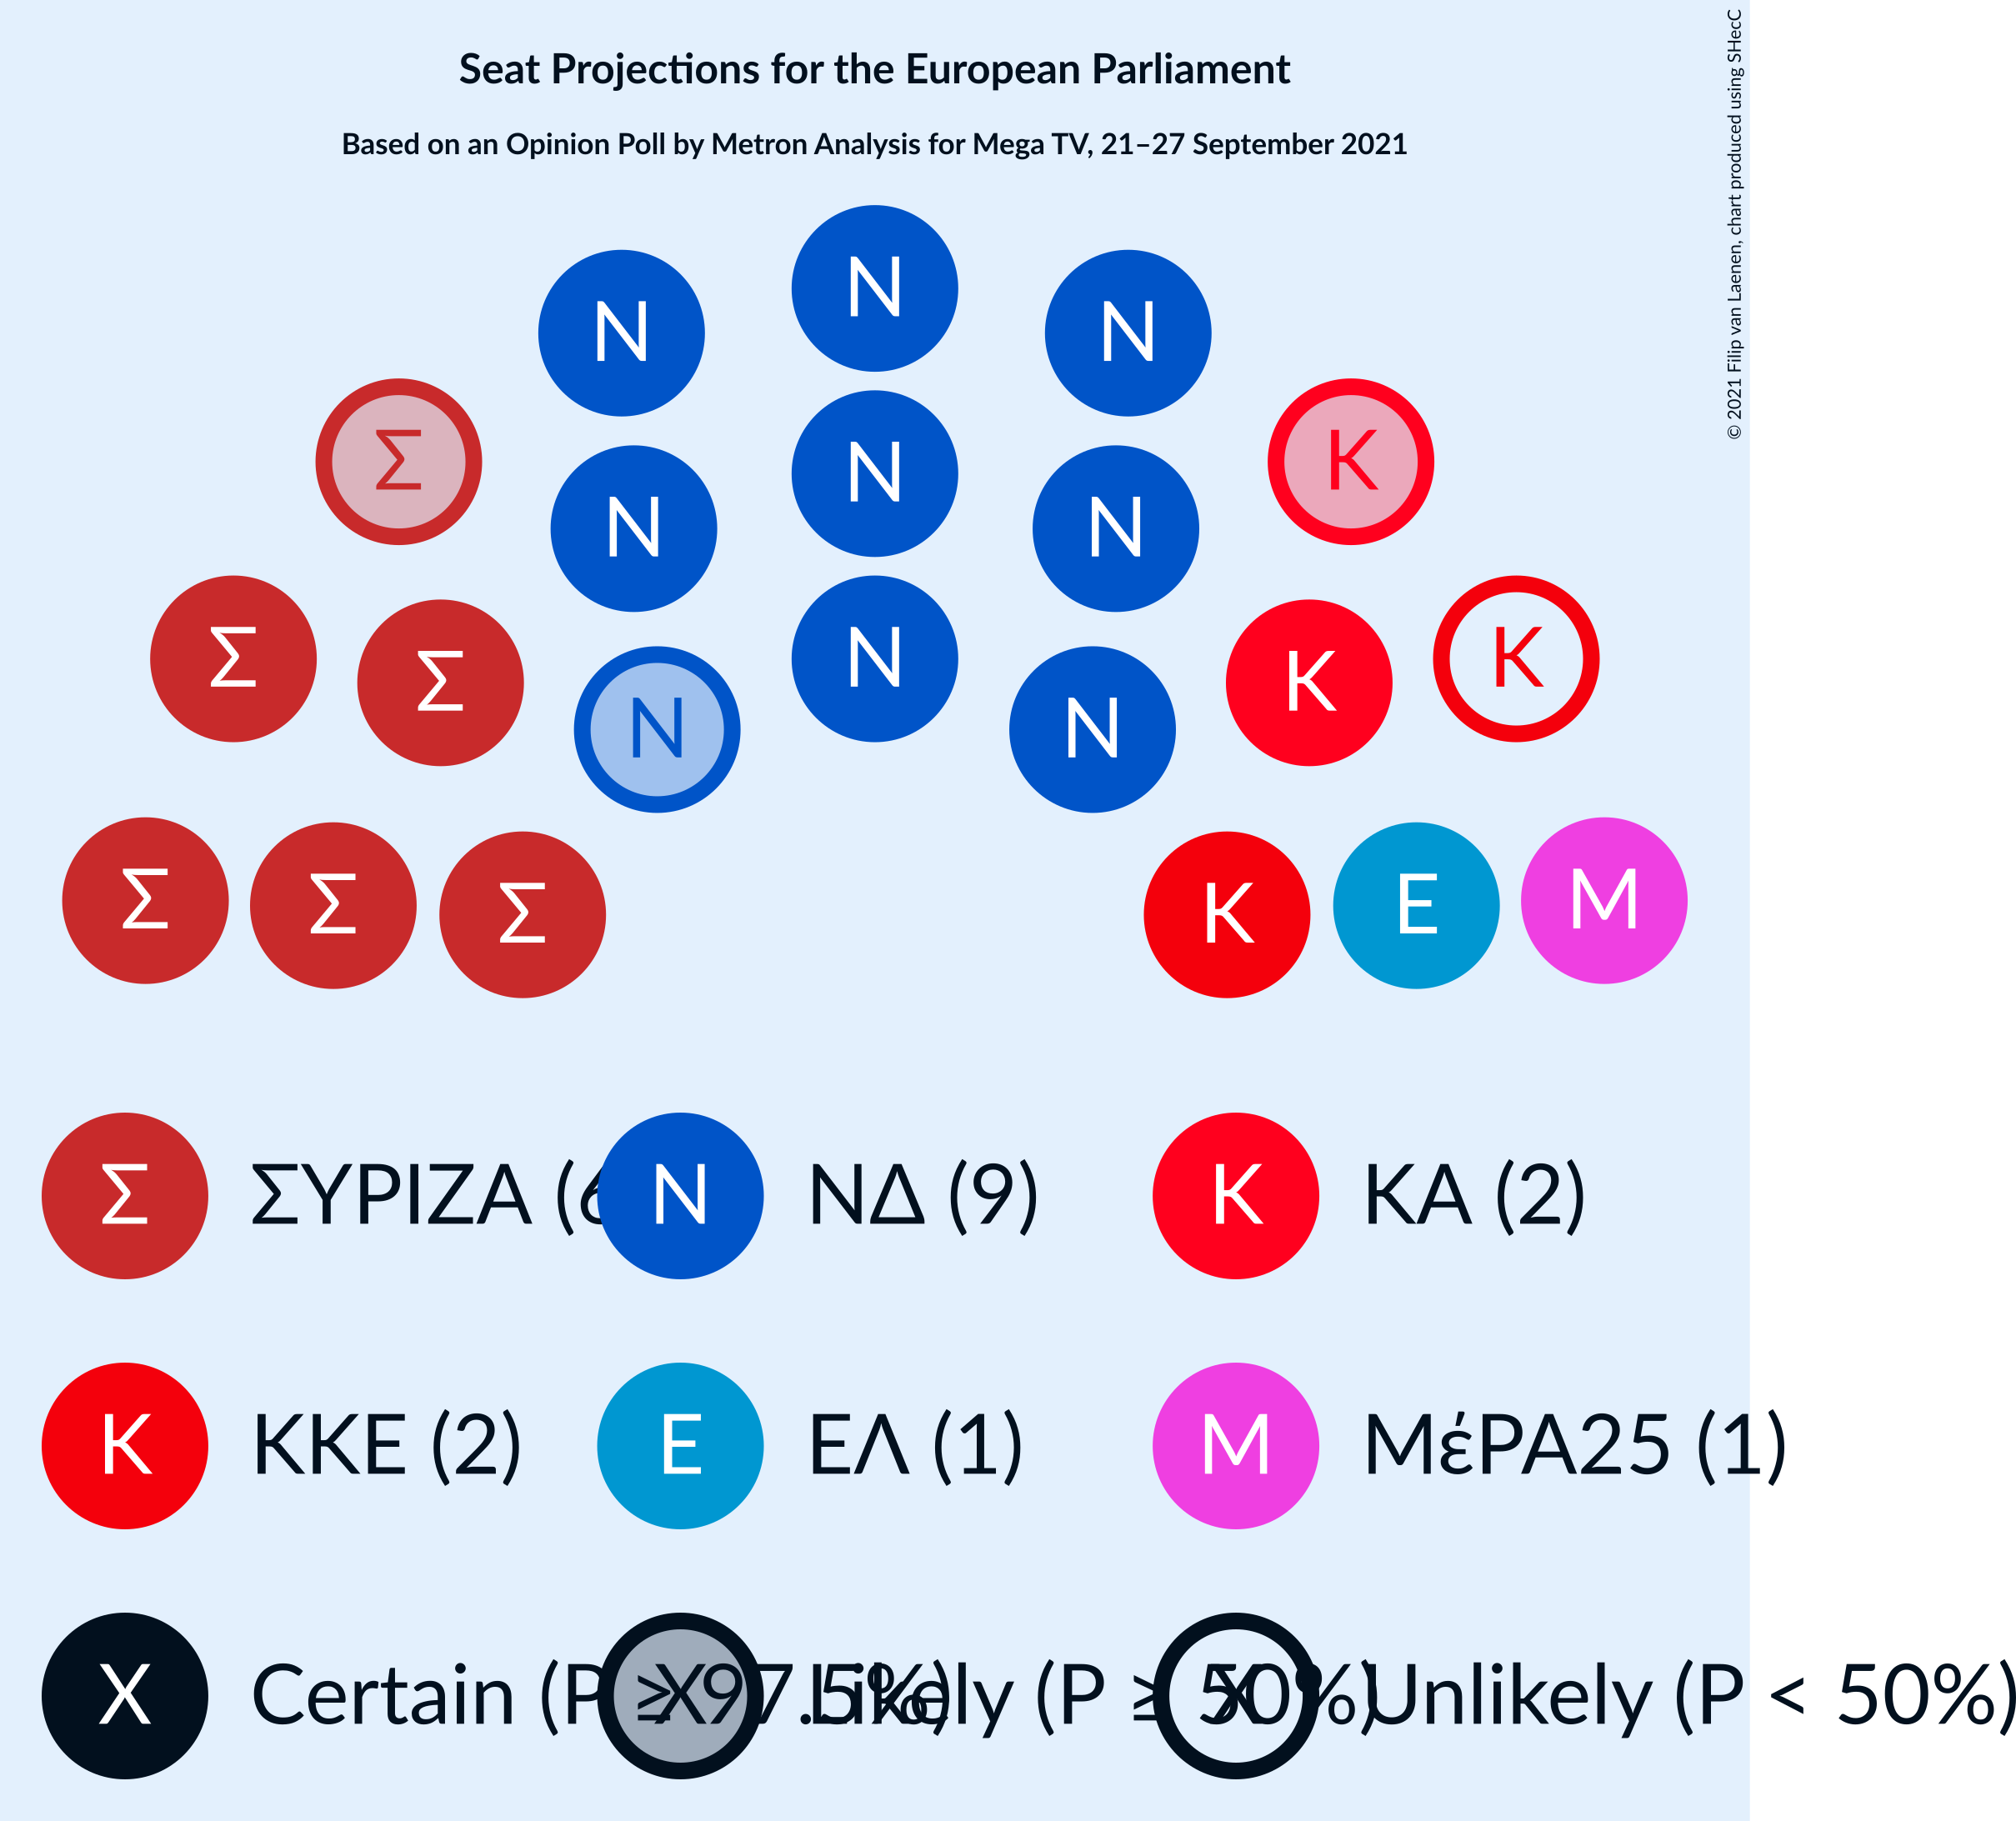 Seat Projections for the European Parliament
Based on an Opinion Poll by Metron Analysis for Mega TV, 21–27 September 2021
© 2021 Filip van Laenen, chart produced using SHecC
N
N N
Σ N K
N N
Σ Σ N K K
N N
Σ Σ Σ K E M
Σ ΣΥΡΙΖΑ (6 N ΝΔ (9) K ΚΑ (2)
K ΚΚΕ (2) E ΕΛ (1) M ΜέΡΑ25 (1)
X Certain (P ≥ 97.5%) X Likely (P ≥ 50%) X Unlikely (P < 50%)